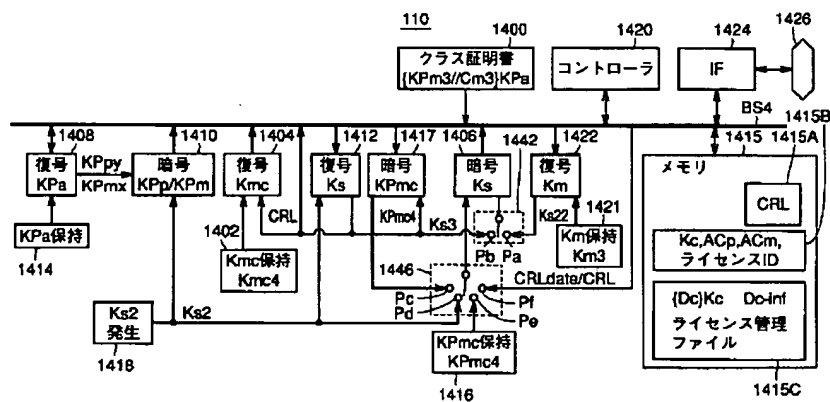 110
1400
クラス証明書
{KPm3//Cm3}KPa
1420
コントローラ
1424
IF
1426
BS4
1415B
1415
1415A
1408
復号
KPa
KPpy
KPmx
1410
暗号
KPp/KPm
1404
復号
Kmc
1412
復号
Ks
1417
暗号
KPmc
1406
暗号
Ks
1442
1422
復号
Km
メモリ
CRL
Kc,ACp,ACm,
ライセンスID
{Dc}Kc Dc-inf
ライセンス管理
ファイル
1415C
KPa保持
1414
CRL
KPmc4
Ks3
Pb
Pa
Ks22
1421
Km保持
Km3
1402
Kmc保持
Kmc4
1446
CRLdate/CRL
Pc
Pd
Pf
Pe
Ks2
発生
1418
Ks2
KPmc保持
KPmc4
1416